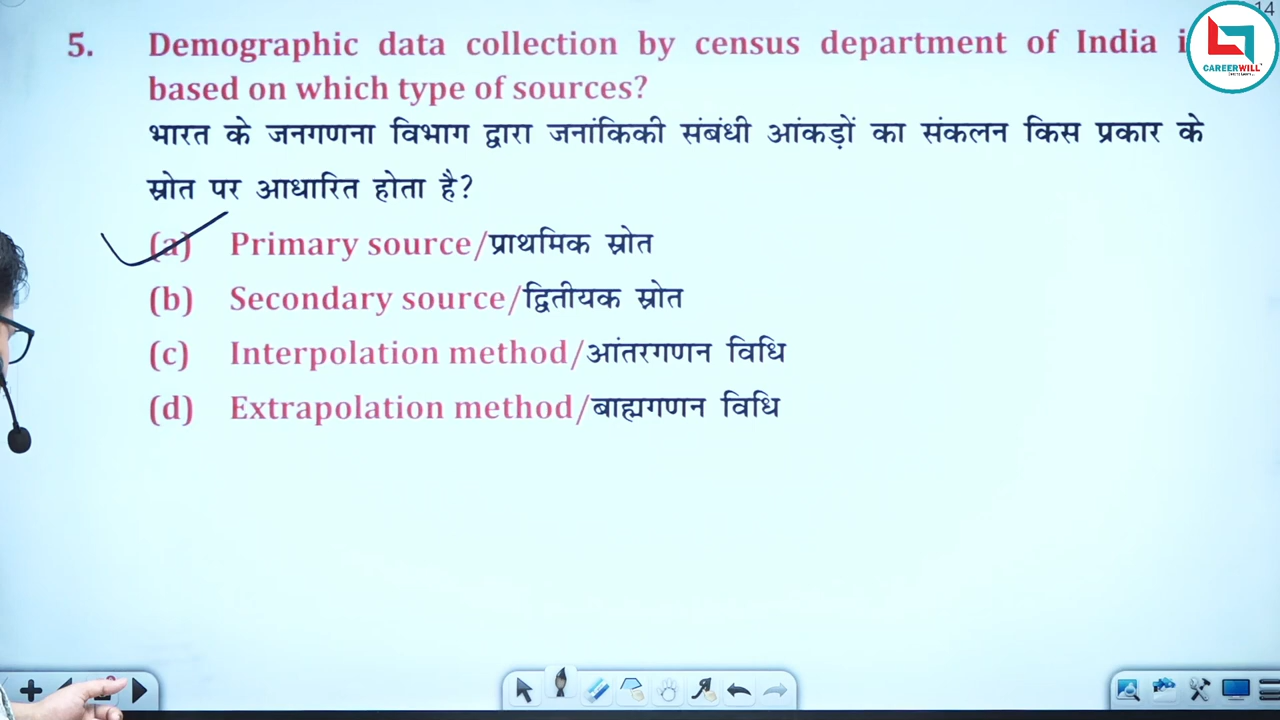 14
5. Demographic data collection by census department of India i
based on which type of sources?
भारत के जनगणना विभाग द्वारा जनांकिकी संबंधी आंकड़ों का संकलन किस प्रकार के
स्रोत पर आधारित होता है?
(a) Primary source/प्राथमिक स्रोत
(b) Secondary source/द्वितीयक स्रोत
(c) Interpolation method/आंतरगणन विधि
(d) Extrapolation method/बाह्यगणन विधि
CAREERWILL